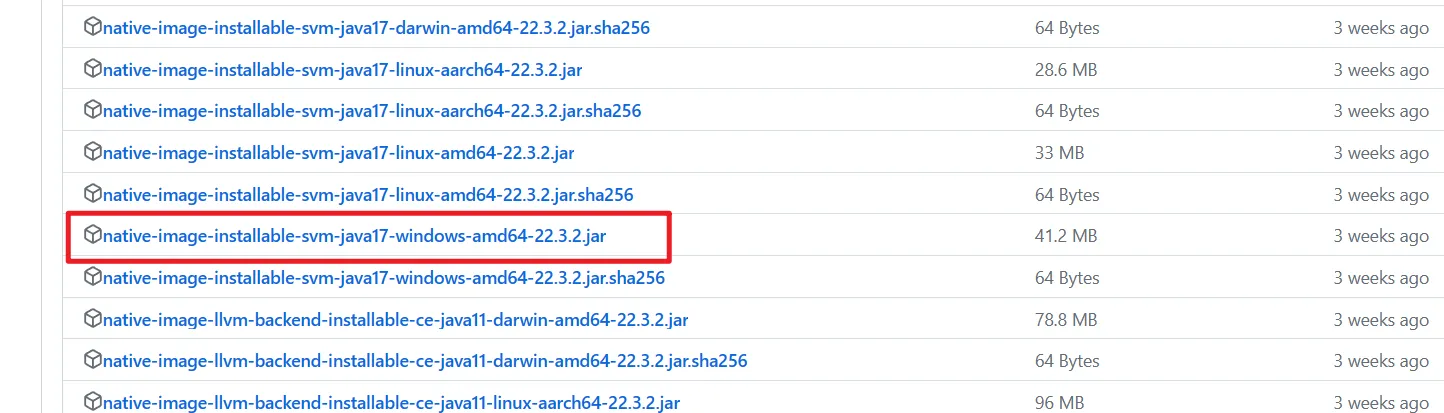 native-image-installable-svm-java17-darwin-amd64-22.3.2.jar.sha256 64 Bytes 3 weeks ago
native-image-installable-svm-java17-linux-aarch64-22.3.2.jar 28.6 MB 3 weeks ago
native-image-installable-svm-java17-linux-aarch64-22.3.2.jar.sha256 64 Bytes 3 weeks ago
native-image-installable-svm-java17-linux-amd64-22.3.2.jar 33 MB 3 weeks ago
native-image-installable-svm-java17-linux-amd64-22.3.2.jar.sha256 64 Bytes 3 weeks ago
native-image-installable-svm-java17-windows-amd64-22.3.2.jar 41.2 MB 3 weeks ago
native-image-installable-svm-java17-windows-amd64-22.3.2.jar.sha256 64 Bytes 3 weeks ago
native-image-llvm-backend-installable-ce-java11-darwin-amd64-22.3.2.jar 78.8 MB 3 weeks ago
native-image-llvm-backend-installable-ce-java11-darwin-amd64-22.3.2.jar.sha256 64 Bytes 3 weeks ago
native-image-llvm-backend-installable-ce-java11-linux-aarch64-22.3.2.jar 96 MB 3 weeks ago